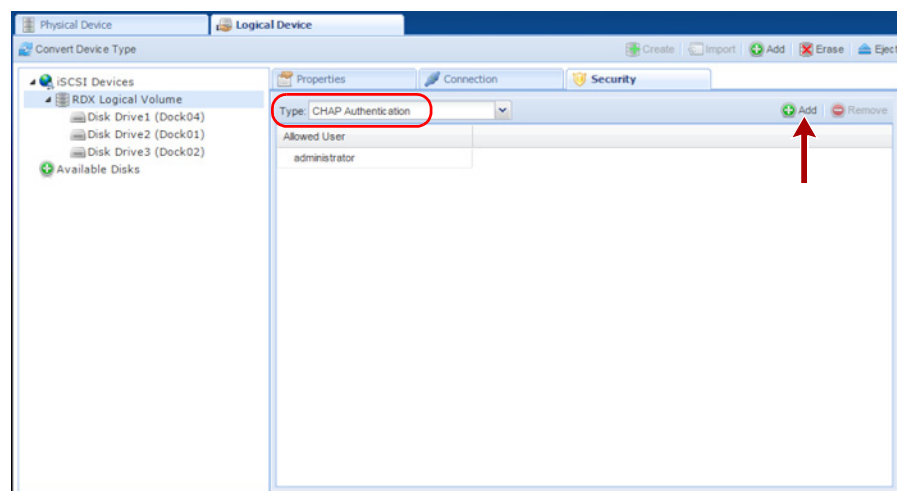 Physical Device
Logical Device
Convert Device Type
Create
Import
Add
Erase
Eject
iSCSI Devices
RDX Logical Volume
Disk Drive1 (Dock04)
Disk Drive2 (Dock01)
Disk Drive3 (Dock02)
Available Disks
Properties
Connection
Security
Type: CHAP Authentication
Add
Remove
Allowed User
administrator